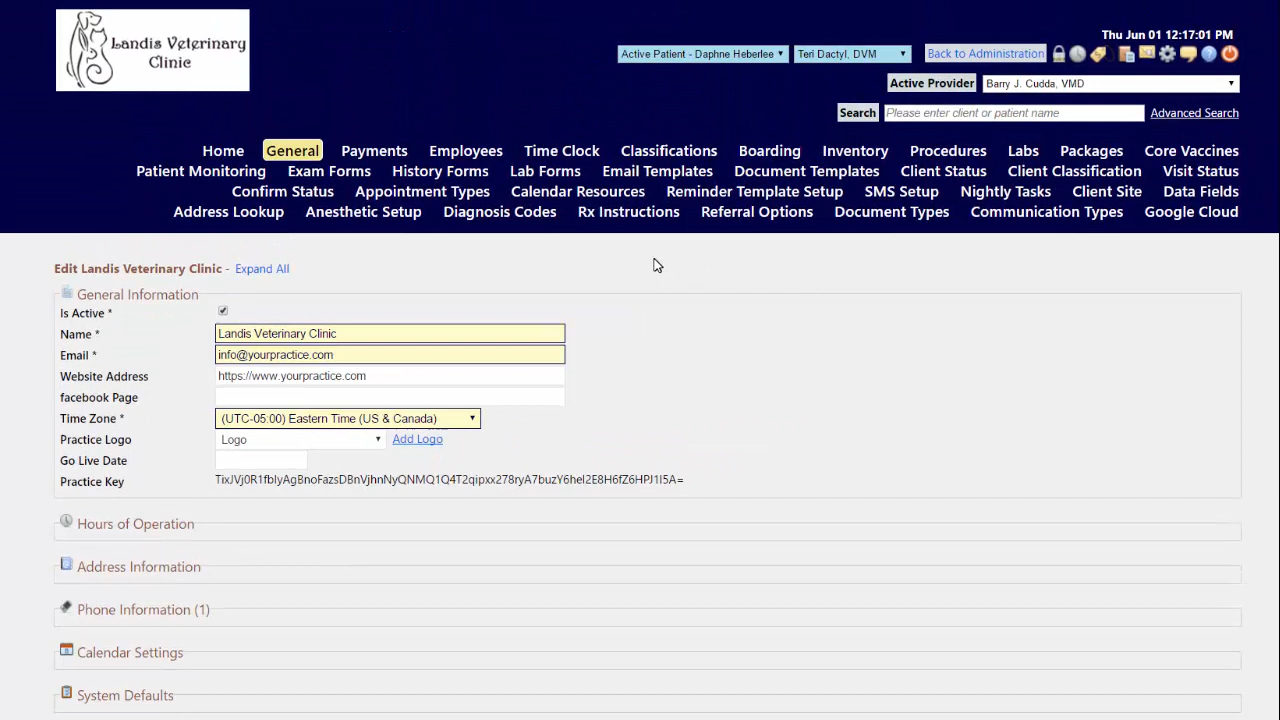 Landis Veterinary
Clinic
Thu Jun 01 12:17:01 PM
Active Patient - Daphne Heberlee Teri Dactyl, DVM Back to Administration
Active Provider Barry J. Cudda, VMD
Search Please enter client or patient name Advanced Search
Home General Payments Employees Time Clock Classifications Boarding Inventory Procedures Labs Packages Core Vaccines
Patient Monitoring Exam Forms History Forms Lab Forms Email Templates Document Templates Client Status Client Classification Visit Status
Confirm Status Appointment Types Calendar Resources Reminder Template Setup SMS Setup Nightly Tasks Client Site Data Fields
Address Lookup Anesthetic Setup Diagnosis Codes Rx Instructions Referral Options Document Types Communication Types Google Cloud
Edit Landis Veterinary Clinic - Expand All
General Information
Is Active *
Name * Landis Veterinary Clinic
Email * info@yourpractice.com
Website Address https://www.yourpractice.com
facebook Page
Time Zone * (UTC-05:00) Eastern Time (US & Canada)
Practice Logo Logo Add Logo
Go Live Date
Practice Key
Hours of Operation
Address Information
Phone Information (1)
Calendar Settings
System Defaults